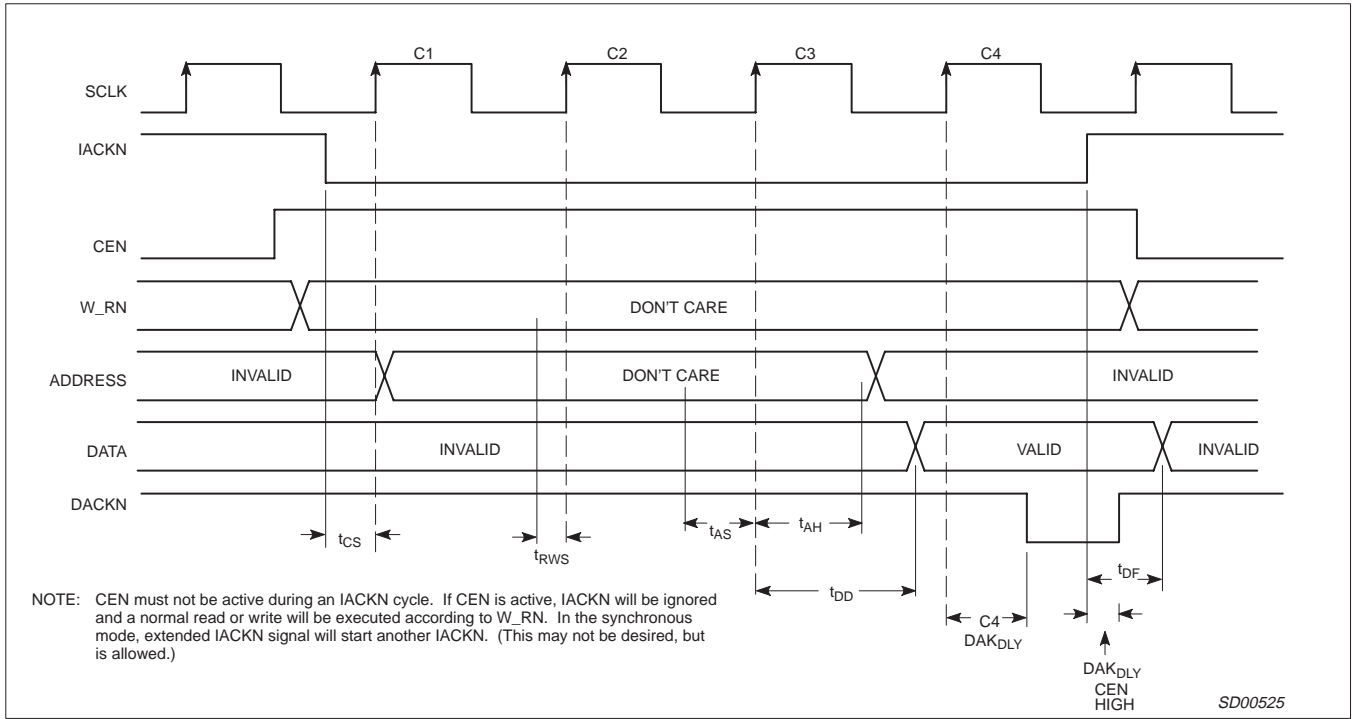 C1 C2 C3 C4
SCLK
IACKN
CEN
W_RN DON'T CARE
ADDRESS INVALID DON'T CARE INVALID
DATA INVALID VALID INVALID
DACKN
tCS tRWS tAS tAH
tDD tDF
C4
DAKDLY
DAKDLY
CEN
HIGH
NOTE: CEN must not be active during an IACKN cycle. If CEN is active, IACKN will be ignored
and a normal read or write will be executed according to W_RN. In the synchronous
mode, extended IACKN signal will start another IACKN. (This may not be desired, but
is allowed.)
SD00525